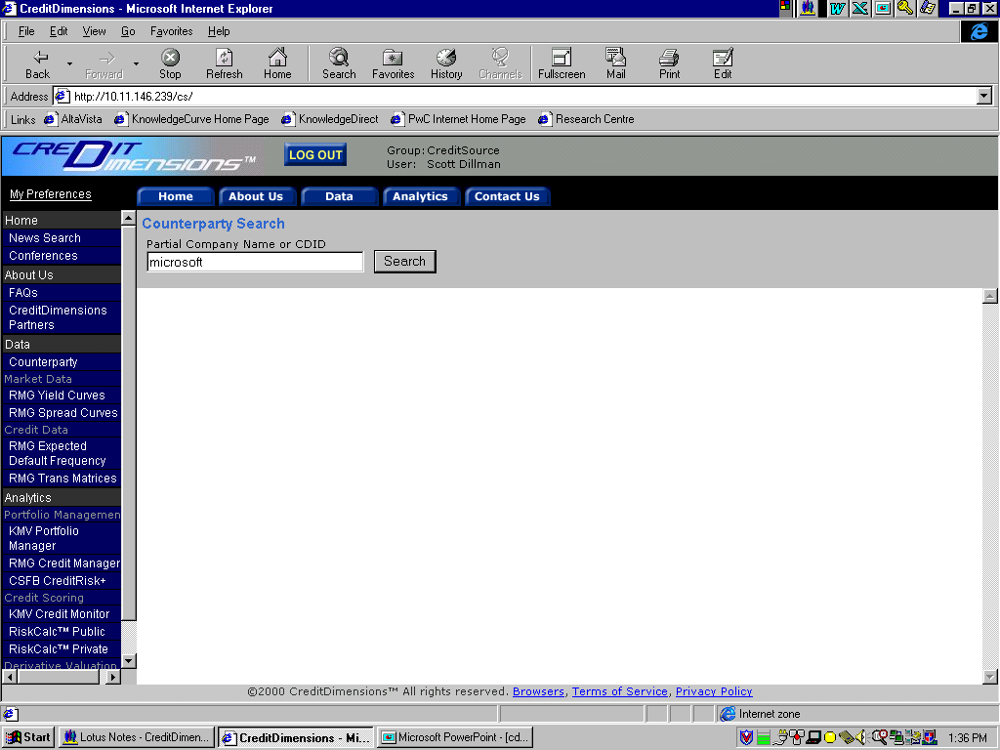 CreditDimensions - Microsoft Internet Explorer
File Edit View Go Favorites Help
Back Forward Stop Refresh Home Search Favorites History Channels Fullscreen Mail Print Edit
Address http://10.11.146.239/cs/
Links AltaVista KnowledgeCurve Home Page KnowledgeDirect PwC Internet Home Page Research Centre
CREDIT DIMENSIONS™
LOG OUT
Group: CreditSource
User: Scott Dillman
My Preferences
Home About Us Data Analytics Contact Us
Home
News Search
Conferences
About Us
FAQs
CreditDimensions
Partners
Data
Counterparty
Market Data
RMG Yield Curves
RMG Spread Curves
Credit Data
RMG Expected
Default Frequency
RMG Trans Matrices
Analytics
Portfolio Managemen
KMV Portfolio
Manager
RMG Credit Manager
CSFB CreditRisk+
Credit Scoring
KMV Credit Monitor
RiskCalc™ Public
RiskCalc™ Private
Derivative Valuation
Counterparty Search
Partial Company Name or CDID
microsoft Search
©2000 CreditDimensions™ All rights reserved. Browsers, Terms of Service, Privacy Policy
Internet zone
Start Lotus Notes - CreditDimen... CreditDimensions - Mi... Microsoft PowerPoint - [cd... 1:36 PM